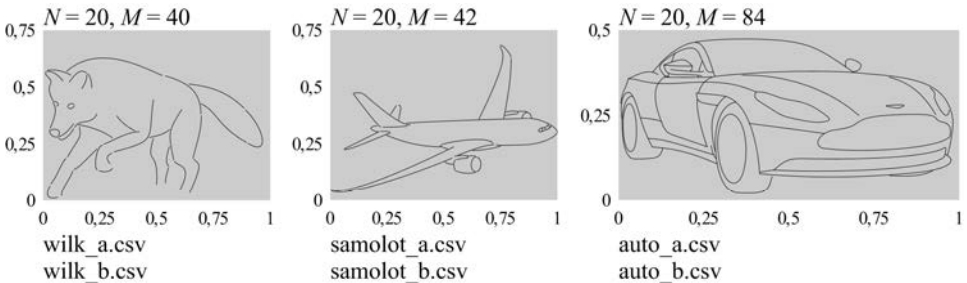 N = 20, M = 40
0,75
0,5
0,25
0
0 0,25 0,5 0,75 1
wilk_a.csv
wilk_b.csv
N = 20, M = 42
0,75
0,5
0,25
0
0 0,25 0,5 0,75 1
samolot_a.csv
samolot_b.csv
N = 20, M = 84
0,5
0,25
0
0 0,25 0,5 0,75 1
auto_a.csv
auto_b.csv